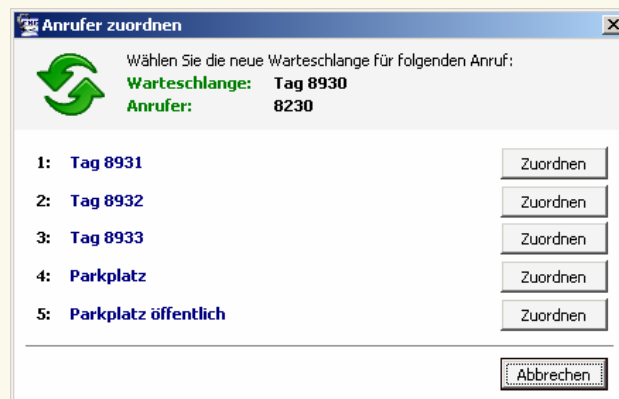 Anrufer zuordnen
Wählen Sie die neue Warteschlange für folgenden Anruf:
Warteschlange: Tag 8930
Anrufer: 8230
1: Tag 8931 Zuordnen
2: Tag 8932 Zuordnen
3: Tag 8933 Zuordnen
4: Parkplatz Zuordnen
5: Parkplatz öffentlich Zuordnen
Abbrechen